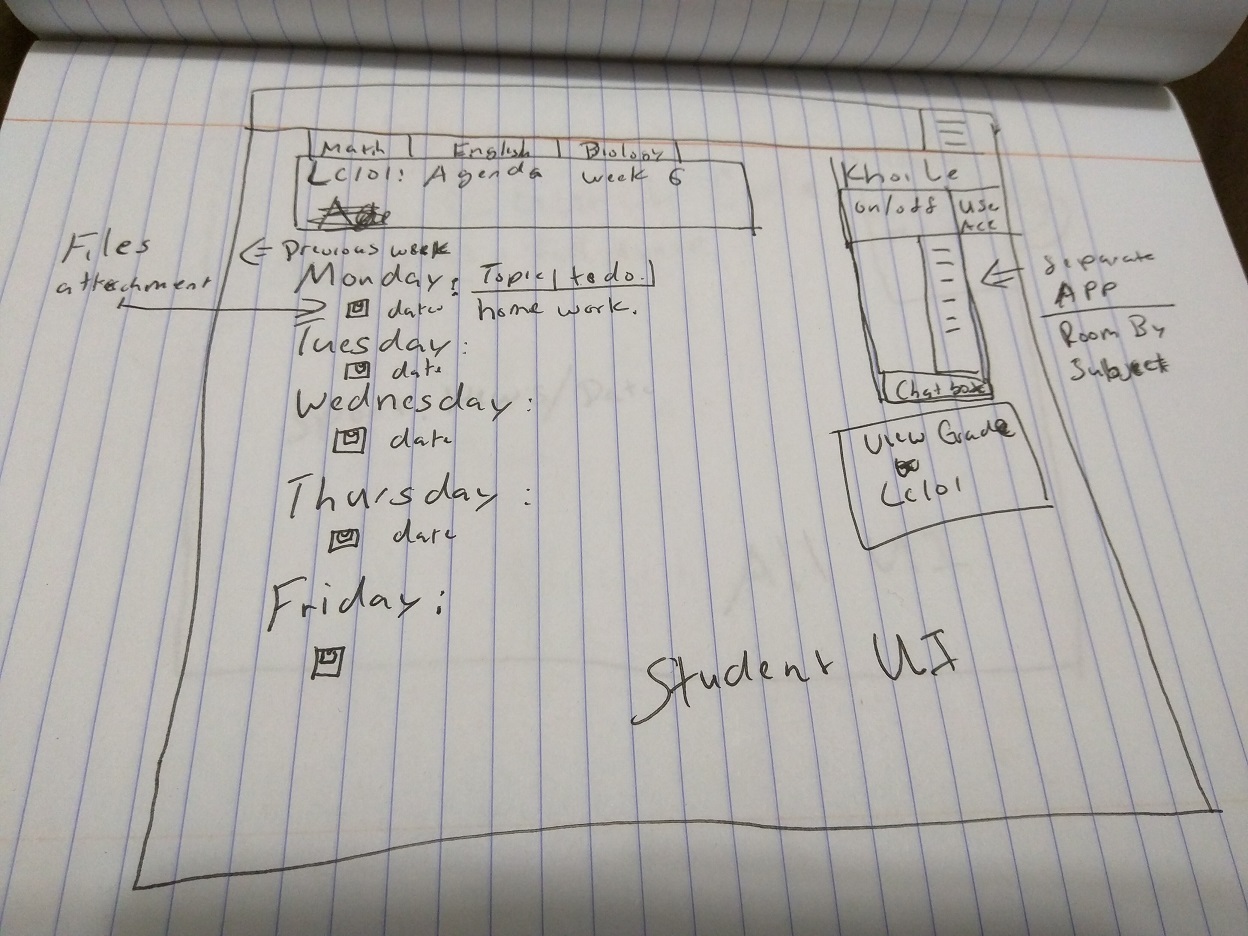 Math English Biology
LC101: Agenda week 6
Files
attachment
Previous week
Monday: Topic | to do.
date home work.
Tuesday:
date
Wednesday:
date
Thursday:
date
Friday:
Khoi Le
on/off Use
Acc
Chat box
Separate
APP
Room By
Subject
View Grade
LC101
Student UI